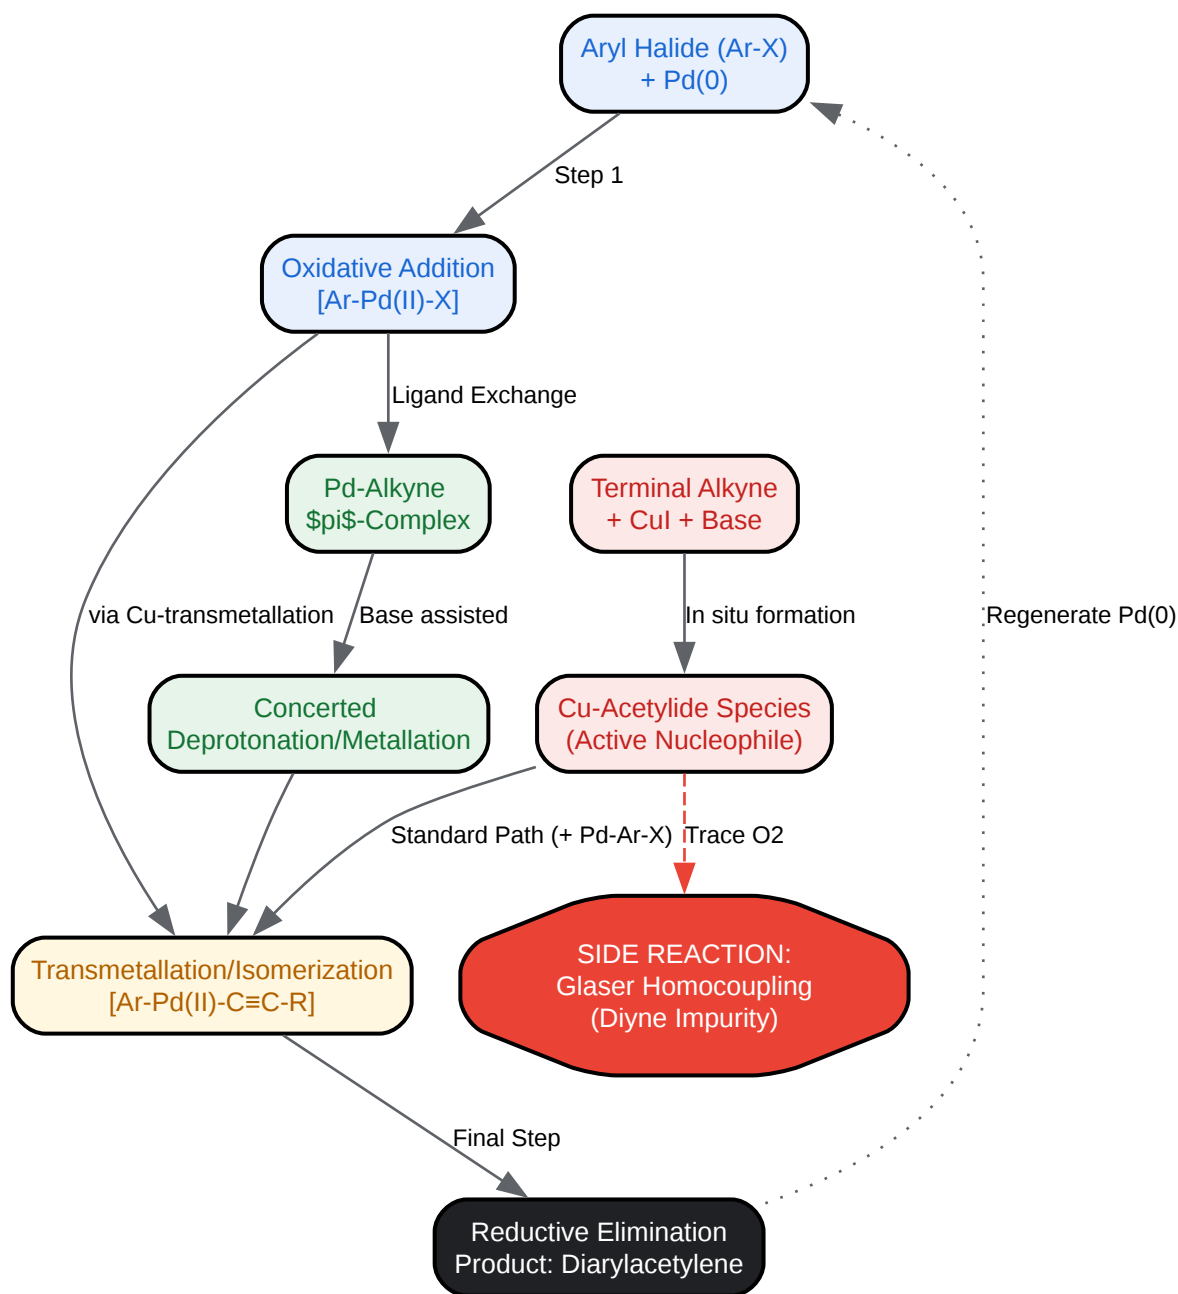 Aryl Halide (Ar-X)
+ Pd(0)
Step 1
Oxidative Addition
[Ar-Pd(II)-X]
Ligand Exchange
Pd-Alkyne
$pi$-Complex
Terminal Alkyne
+ CuI + Base
via Cu-transmetallation
Base assisted
In situ formation
Regenerate Pd(0)
Concerted
Deprotonation/Metallation
Cu-Acetylide Species
(Active Nucleophile)
Standard Path (+ Pd-Ar-X)
Trace O2
Transmetallation/Isomerization
[Ar-Pd(II)-C≡C-R]
SIDE REACTION:
Glaser Homocoupling
(Diyne Impurity)
Final Step
Reductive Elimination
Product: Diarylacetylene